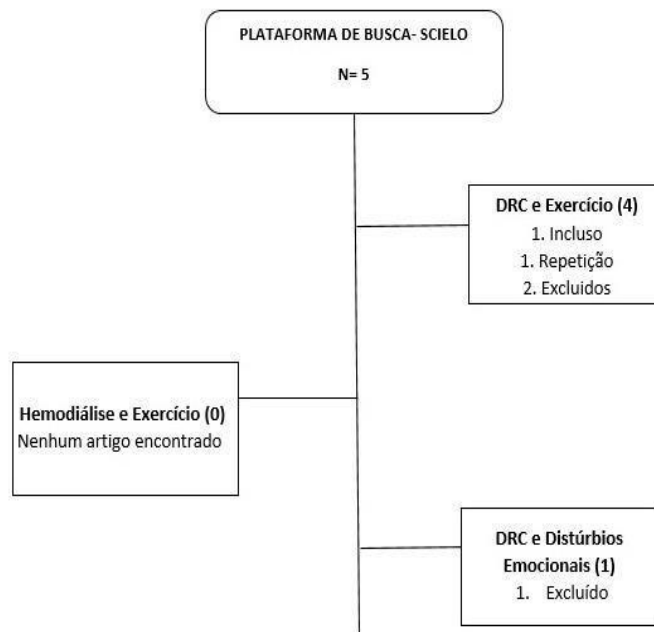 PLATAFORMA DE BUSCA- SCIELO
N= 5
DRC e Exercício (4)
1. Incluso
1. Repetição
2. Excluidos
Hemodiálise e Exercício (0)
Nenhum artigo encontrado
DRC e Distúrbios
Emocionais (1)
1. Excluído